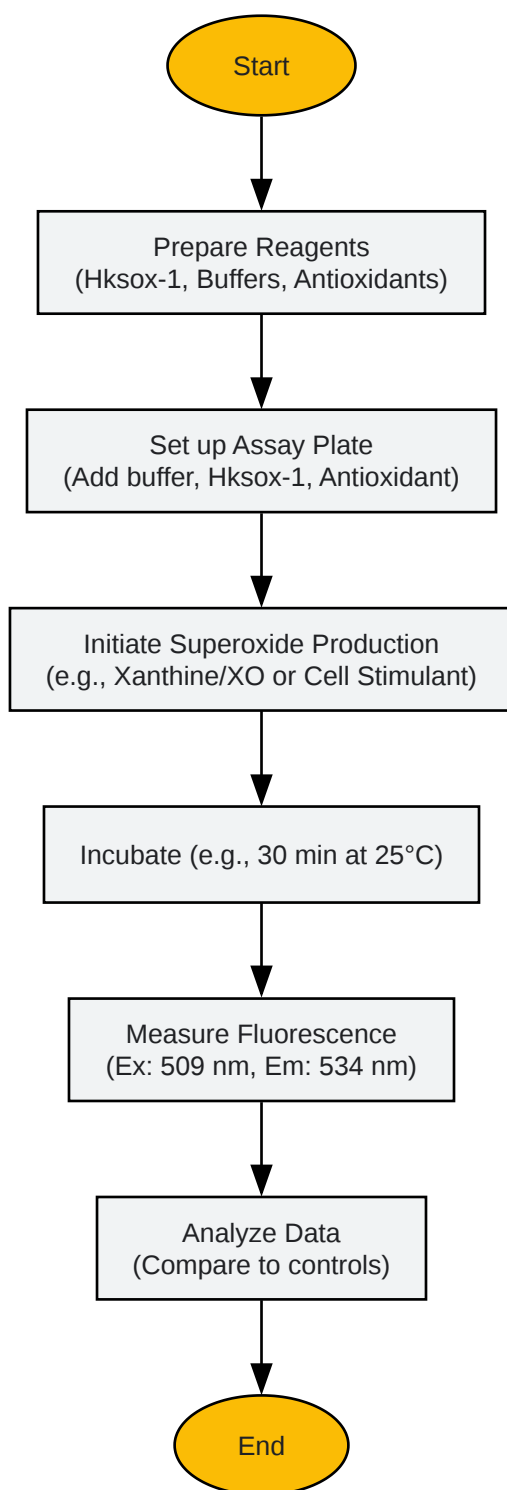 Start
Prepare Reagents
(Hksox-1, Buffers, Antioxidants)
Set up Assay Plate
(Add buffer, Hksox-1, Antioxidant)
Initiate Superoxide Production
(e.g., Xanthine/XO or Cell Stimulant)
Incubate (e.g., 30 min at 25°C)
Measure Fluorescence
(Ex: 509 nm, Em: 534 nm)
Analyze Data
(Compare to controls)
End